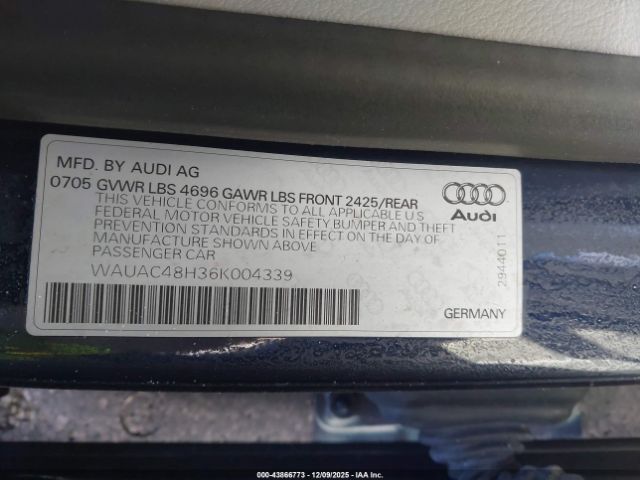 MFD. BY AUDI AG
0705 GVWR LBS 4696 GAWR LBS FRONT 2425/REAR
THIS VEHICLE CONFORMS TO ALL APPLICABLE U.S
FEDERAL MOTOR VEHICLE SAFETY BUMPER AND THEFT
PREVENTION STANDARDS IN EFFECT ON THE DAY OF
MANUFACTURE SHOWN ABOVE
PASSENGER CAR
WAUAC48H36K004339
Audi
2944011
GERMANY
000-43866773 - 12/09/2025 - IAA Inc.